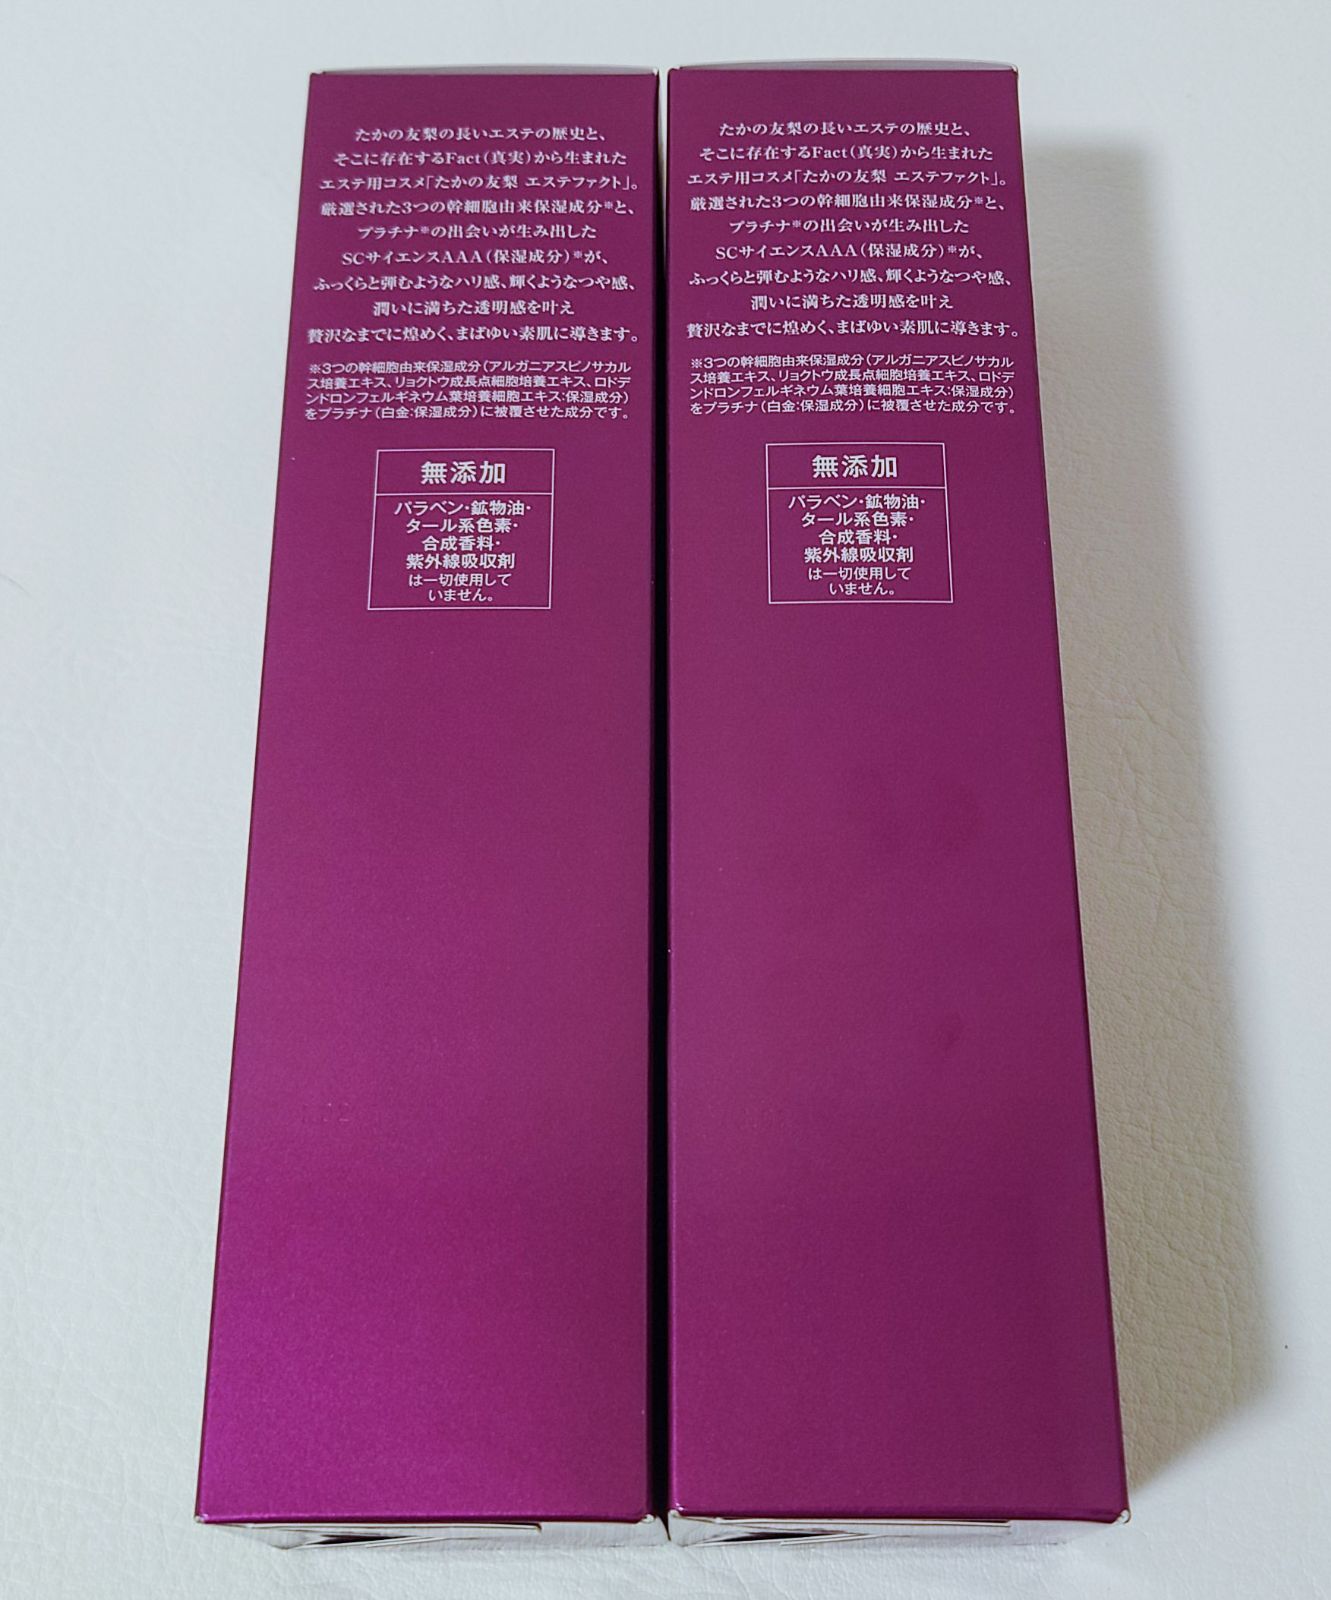 たかの友梨の長いエステの歴史と、
そこに存在するFact（真実）から生まれた
エステ用コスメ「たかの友梨 エステファクト」。
厳選された3つの幹細胞由来保湿成分※と、
プラチナ※の出会いが生み出した
SCサイエンスAAA（保湿成分）※が、
ふっくらと弾むようなハリ感、輝くようなつや感、
潤いに満ちた透明感を叶え
贅沢なまでに煌めく、まばゆい素肌に導きます。
※3つの幹細胞由来保湿成分（アルガニアスピノサカル
ス培養エキス、リョクトウ成長点細胞培養エキス、ロドデ
ンドロンフェルギネウム葉培養細胞エキス:保湿成分）
をプラチナ（白金:保湿成分）に被覆させた成分です。
無添加
パラベン・鉱物油・
タール系色素・
合成香料・
紫外線吸収剤
は一切使用して
いません。
たかの友梨の長いエステの歴史と、
そこに存在するFact（真実）から生まれた
エステ用コスメ「たかの友梨 エステファクト」。
厳選された3つの幹細胞由来保湿成分※と、
プラチナ※の出会いが生み出した
SCサイエンスAAA（保湿成分）※が、
ふっくらと弾むようなハリ感、輝くようなつや感、
潤いに満ちた透明感を叶え
贅沢なまでに煌めく、まばゆい素肌に導きます。
※3つの幹細胞由来保湿成分（アルガニアスピノサカル
ス培養エキス、リョクトウ成長点細胞培養エキス、ロドデ
ンドロンフェルギネウム葉培養細胞エキス:保湿成分）
をプラチナ（白金:保湿成分）に被覆させた成分です。
無添加
パラベン・鉱物油・
タール系色素・
合成香料・
紫外線吸収剤
は一切使用して
いません。